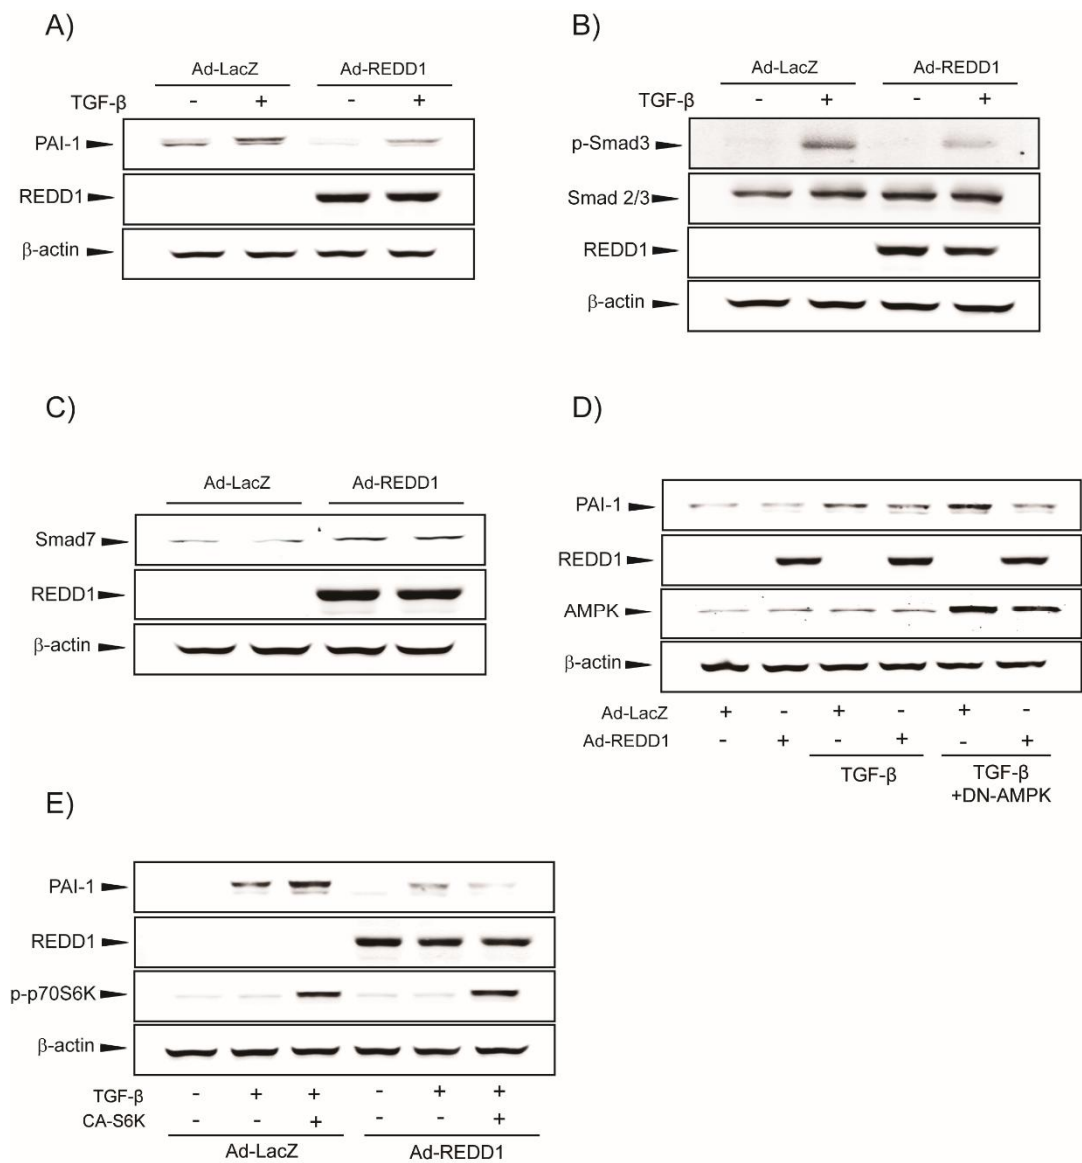 A)
Ad-LacZ Ad-REDD1
TGF-β - + - +
PAI-1
REDD1
β-actin
B)
Ad-LacZ Ad-REDD1
TGF-β - + - +
p-Smad3
Smad 2/3
REDD1
β-actin
C)
Ad-LacZ Ad-REDD1
Smad7
REDD1
β-actin
D)
PAI-1
REDD1
AMPK
β-actin
Ad-LacZ + - + - + -
Ad-REDD1 - + - + - +
TGF-β TGF-β
+DN-AMPK
E)
PAI-1
REDD1
p-p70S6K
β-actin
TGF-β - + + - + +
CA-S6K - - + - - +
Ad-LacZ Ad-REDD1